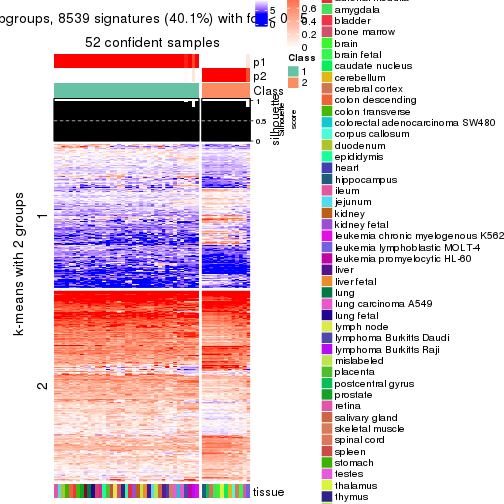 ogroups, 8539 signatures (40.1%) with fo
52 confident samples
p1
p2
Class
1
0.5
0
silhouette
score
k-means with 2 groups
1
2
tissue
5
0
0.6
0.4
0.2
0
Class
1
2
amygdala
bladder
bone marrow
brain
brain fetal
caudate nucleus
cerebellum
cerebral cortex
colon descending
colon transverse
colorectal adenocarcinoma SW480
corpus callosum
duodenum
epididymis
heart
hippocampus
ileum
jejunum
kidney
kidney fetal
leukemia chronic myelogenous K562
leukemia lymphoblastic MOLT-4
leukemia promyelocytic HL-60
liver
liver fetal
lung
lung carcinoma A549
lung fetal
lymph node
lymphoma Burkitts Daudi
lymphoma Burkitts Raji
mislabeled
placenta
postcentral gyrus
prostate
retina
salivary gland
skeletal muscle
spinal cord
spleen
stomach
testes
thalamus
thymus